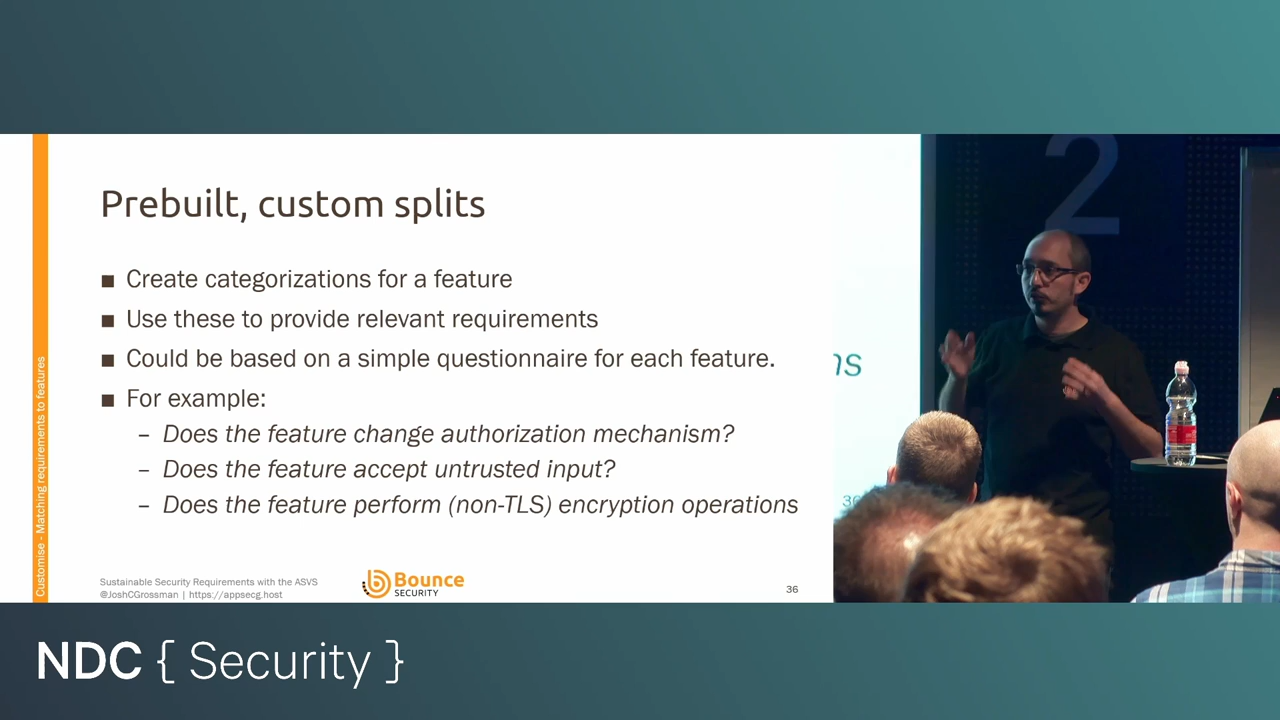 2
Prebuilt, custom splits
■ Create categorizations for a feature
■ Use these to provide relevant requirements
■ Could be based on a simple questionnaire for each feature.
■ For example:
– Does the feature change authorization mechanism?
– Does the feature accept untrusted input?
– Does the feature perform (non-TLS) encryption operations
Customise - Matching requirements to features
Sustainable Security Requirements with the ASVS
@JoshCGrossman | https://appsecg.host
Bounce
SECURITY
36
ns
36
NDC { Security }